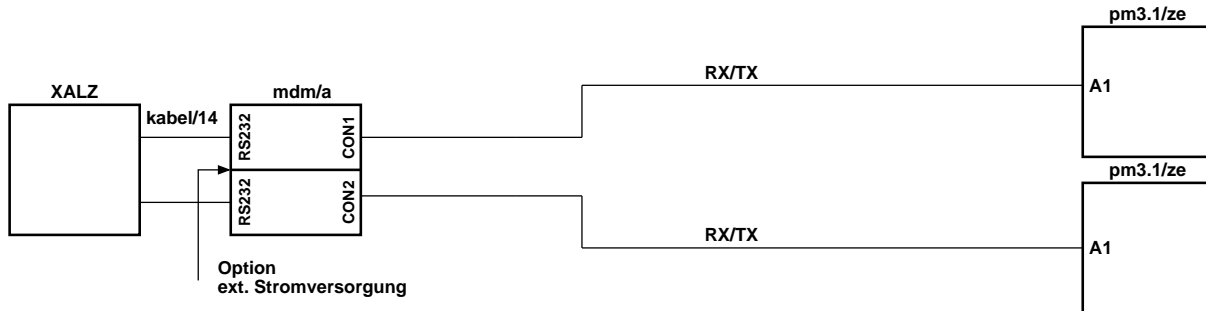 pm3.1/ze
RX/TX
A1
XALZ
mdm/a
kabel/14
RS232
CON1
pm3.1/ze
RS232
CON2
RX/TX
A1
Option
ext. Stromversorgung